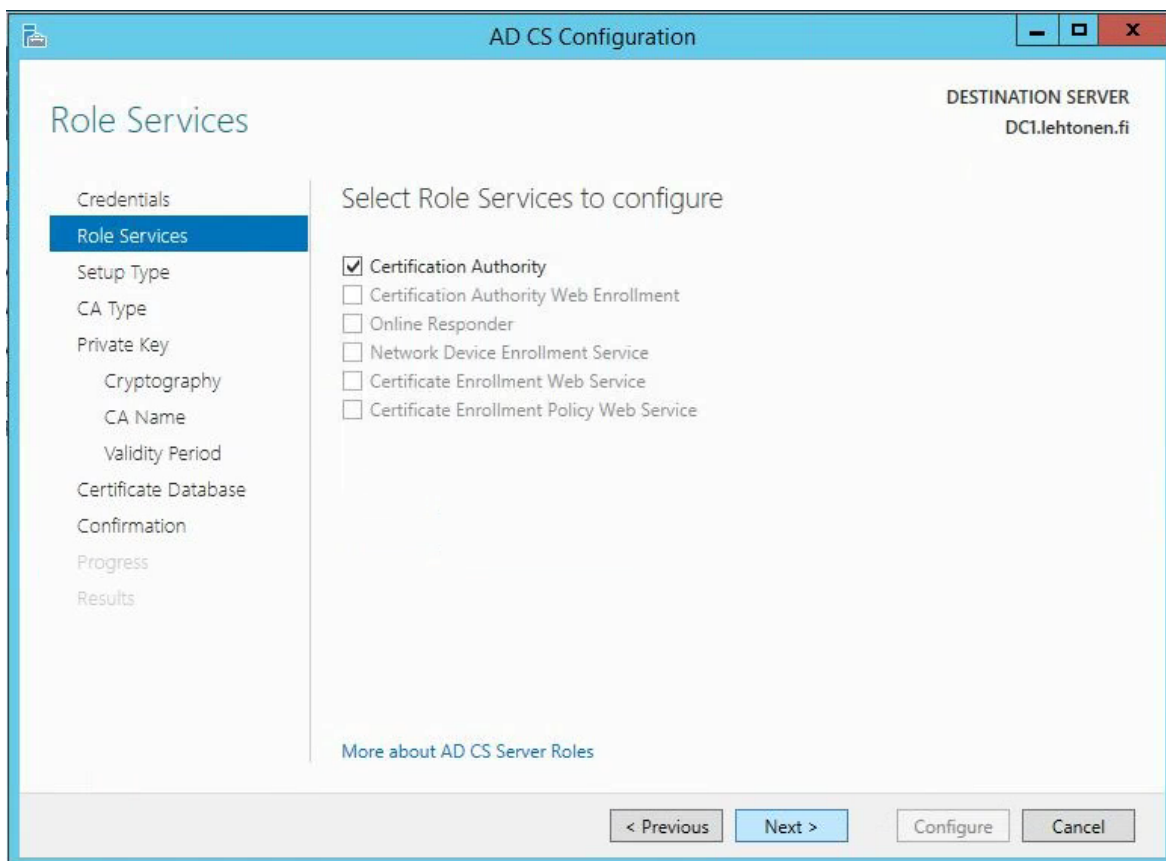 AD CS Configuration
Role Services
DESTINATION SERVER
DC1.lehtonen.fi
Credentials
Role Services
Setup Type
CA Type
Private Key
Cryptography
CA Name
Validity Period
Certificate Database
Confirmation
Progress
Results
Select Role Services to configure
Certification Authority
Certification Authority Web Enrollment
Online Responder
Network Device Enrollment Service
Certificate Enrollment Web Service
Certificate Enrollment Policy Web Service
More about AD CS Server Roles
< Previous
Next >
Configure
Cancel